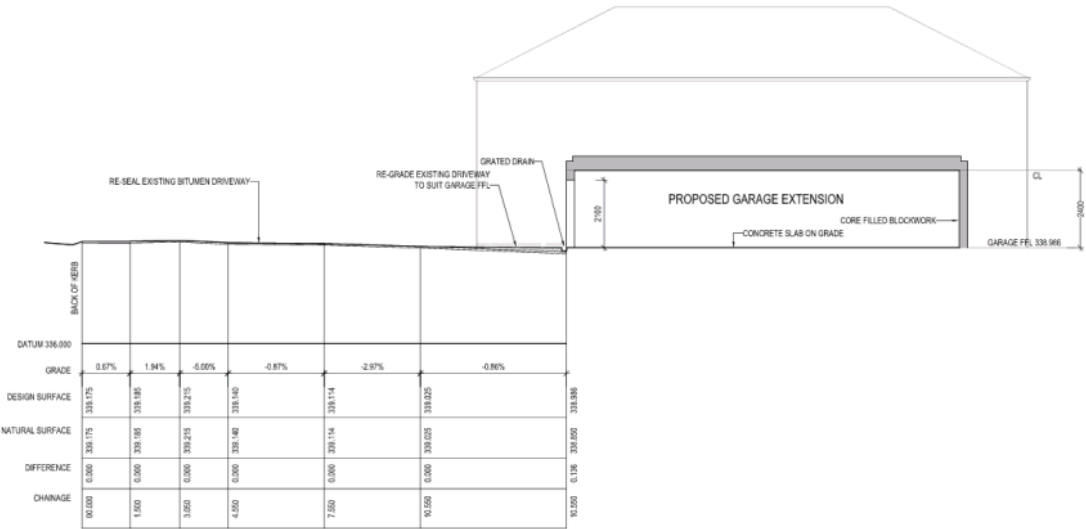 GRATED DRAIN
RE-GRADE EXISTING DRIVEWAY
TO SUIT GARAGE FFL
RE-SEAL EXISTING BITUMEN DRIVEWAY
CL
PROPOSED GARAGE EXTENSION
2100
2400
CORE FILLED BLOCKWORK
CONCRETE SLAB ON GRADE
GARAGE FFL 338.986
BACK OF KERB
DATUM 336.000
GRADE 0.67% 1.94% -5.00% -0.87% -2.97% -0.86%
DESIGN SURFACE 339.175 339.185 339.215 339.140 339.114 339.025 338.986
NATURAL SURFACE 339.175 339.185 339.215 339.140 339.114 339.025 338.850
DIFFERENCE 0.000 0.000 0.000 0.000 0.000 0.000 0.136
CHAINAGE 00.000 1.500 3.050 4.550 7.550 10.550 10.550